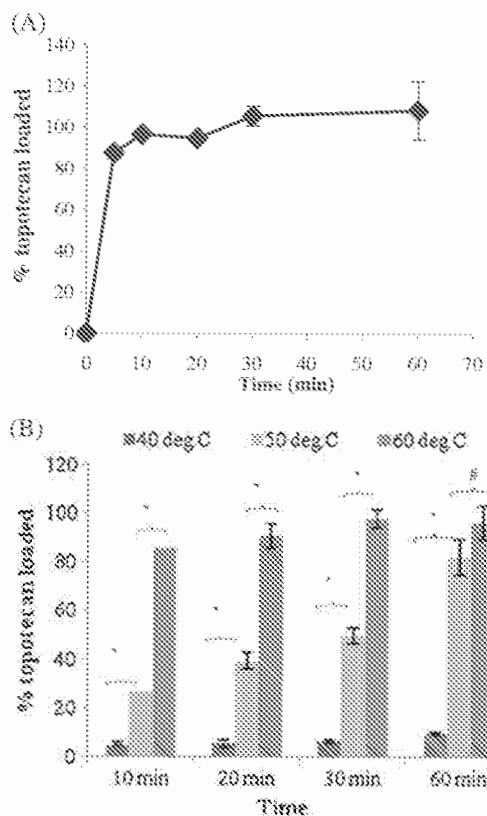 (A)
% topotecan loaded
140
120
100
80
60
40
20
0
0 10 20 30 40 50 60 70
Time (min)
(B)
40 deg C 50 deg C 60 deg C
% topotecan loaded
120
100
80
60
40
20
0
* * * * * * * #
10 min 20 min 30 min 60 min
Time